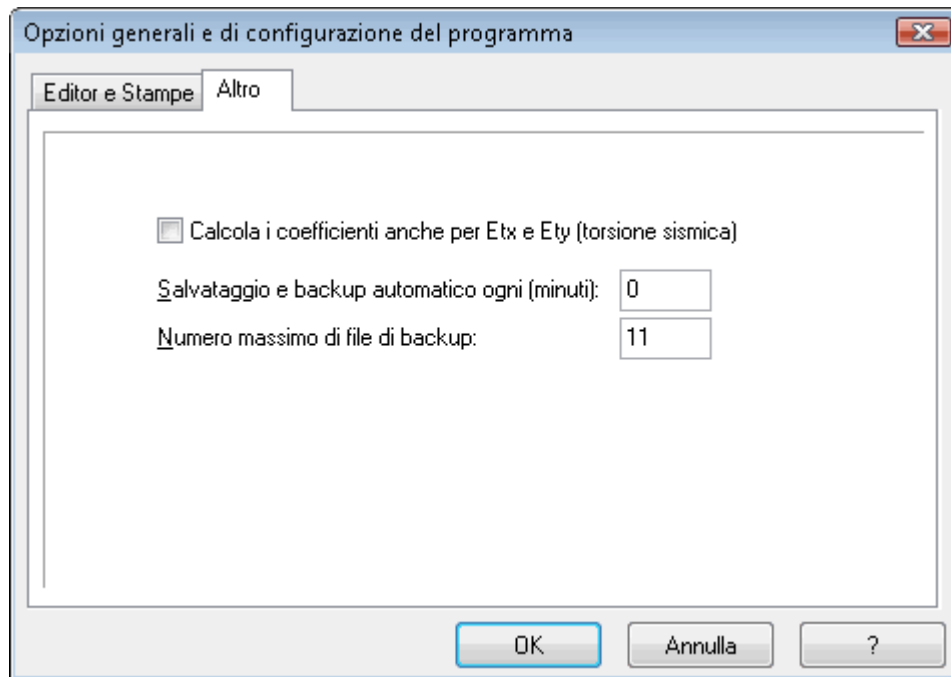 Opzioni generali e di configurazione del programma
Editor e Stampe
Altro
Calcola i coefficienti anche per Etx e Ety (torsione sismica)
Salvataggio e backup automatico ogni (minuti): 0
Numero massimo di file di backup: 11
OK
Annulla
?